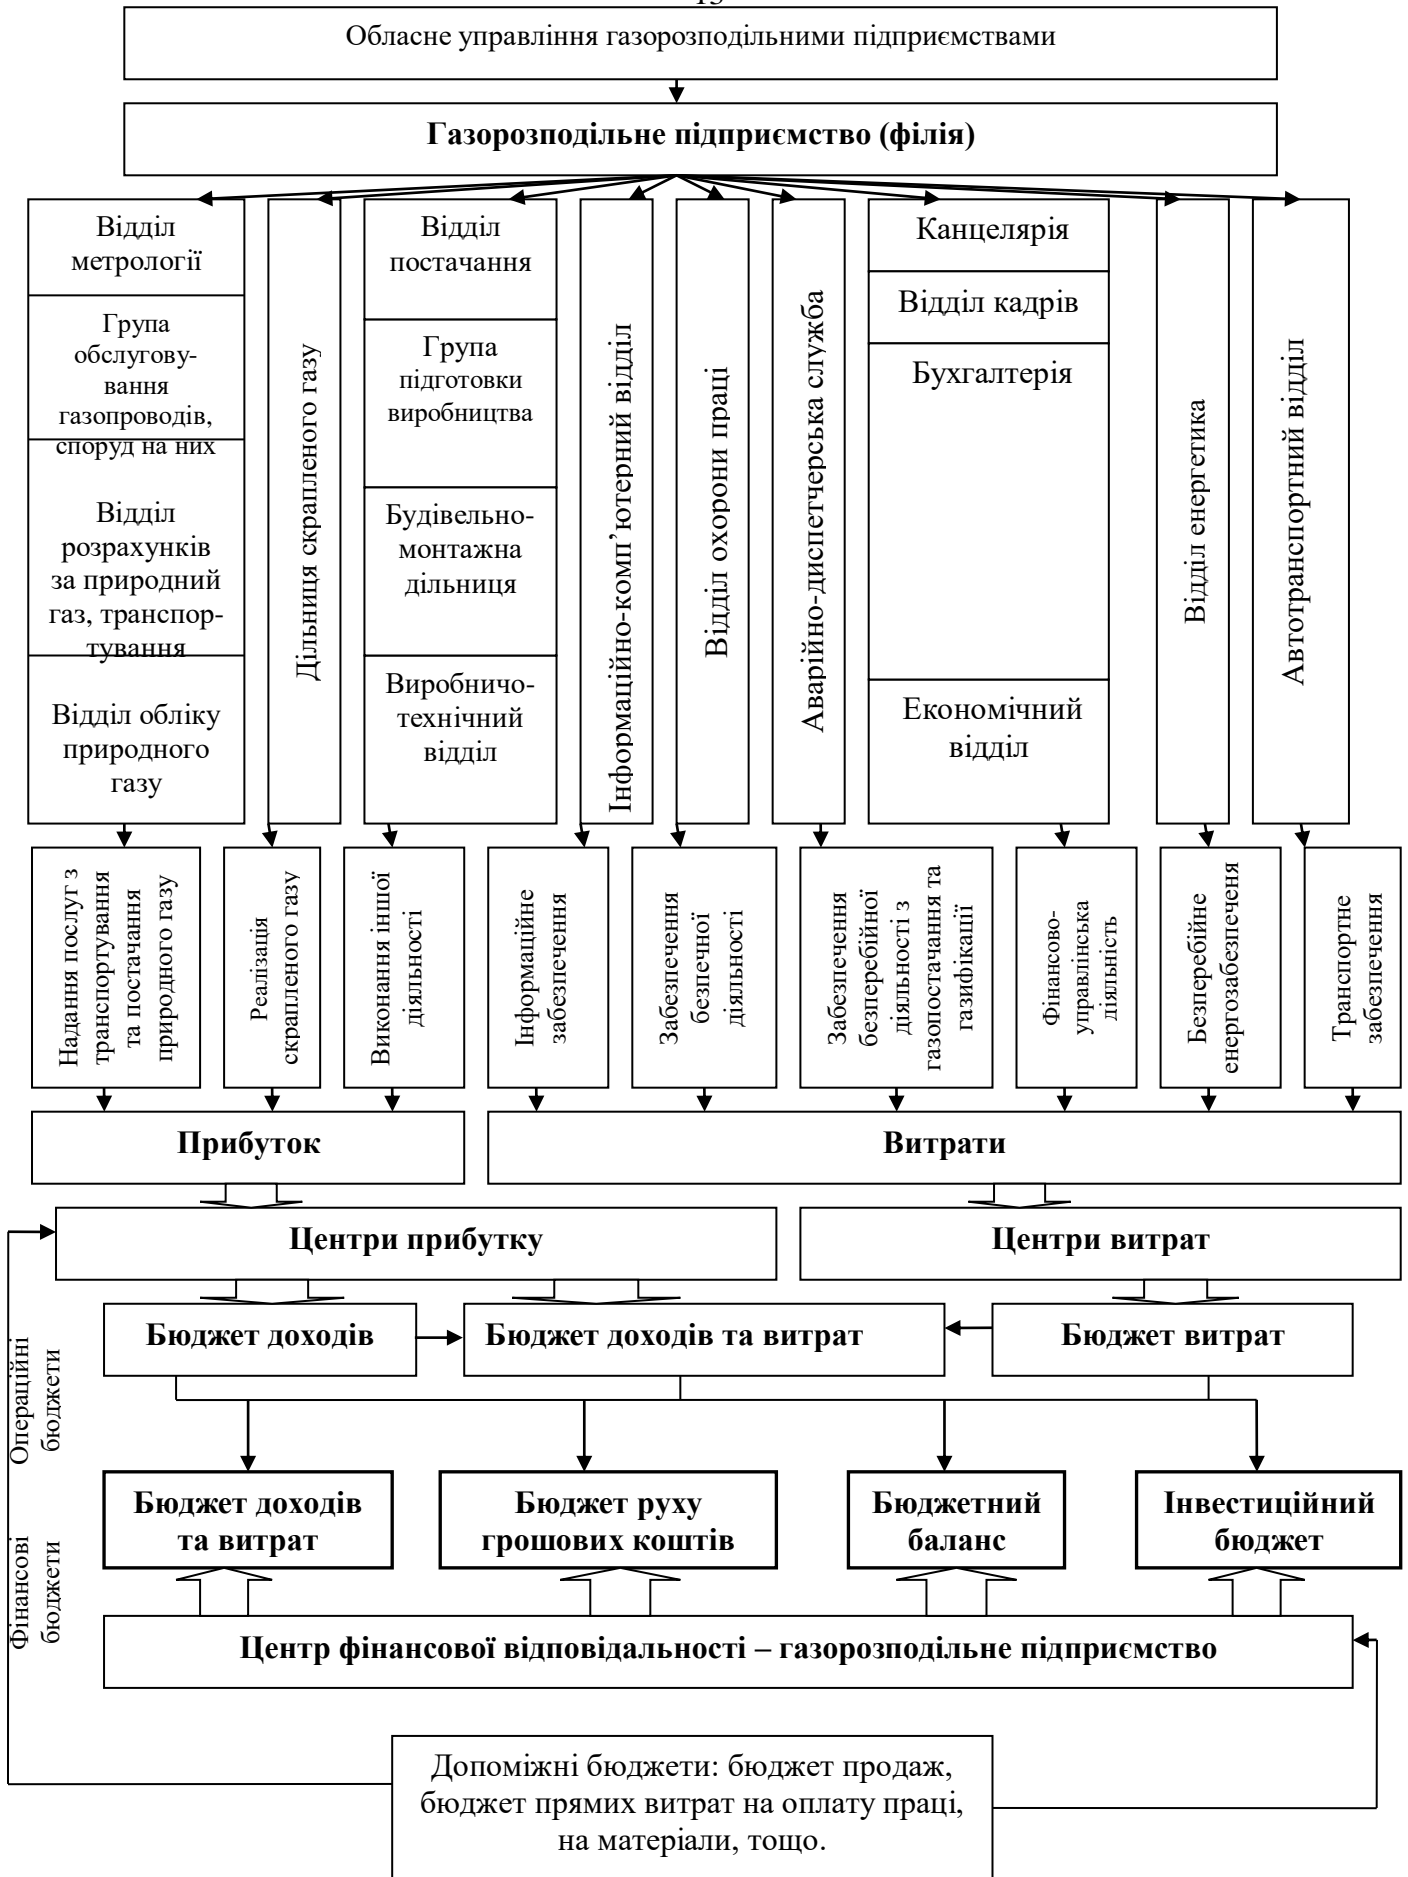 Обласне управління газорозподільними підприємствами
Газорозподільне підприємство (філія)
Відділ
метрології
Група
обслугову-
вання
газопроводів,
споруд на них
Відділ
розрахунків
за природний
газ, транспор-
тування
Відділ обліку
природного
газу
Дільниця скрапленого газу
Відділ
постачання
Група
підготовки
виробництва
Будівельно-
монтажна
дільниця
Виробничо-
технічний
відділ
Інформаційно-комп’ютерний відділ
Відділ охорони праці
Аварійно-диспетчерська служба
Канцелярія
Відділ кадрів
Бухгалтерія
Економічний
відділ
Відділ енергетика
Автотранспортний відділ
Надання послуг з
транспортування
та постачання
природного газу
Реалізація
скрапленого газу
Виконання іншої
діяльності
Інформаційне
забезпечення
Забезпечення
безпечної
діяльності
Забезпечення
безперебійної
діяльності з
газопостачання та
газифікації
Фінансово-
управлінська
діяльність
Безперебійне
енергозабезпеченя
Транспортне
забезпечення
Прибуток
Витрати
Центри прибутку
Центри витрат
Операційні
бюджети
Бюджет доходів
Бюджет доходів та витрат
Бюджет витрат
Фінансові
бюджети
Бюджет доходів
та витрат
Бюджет руху
грошових коштів
Бюджетний
баланс
Інвестиційний
бюджет
Центр фінансової відповідальності – газорозподільне підприємство
Допоміжні бюджети: бюджет продаж,
бюджет прямих витрат на оплату праці,
на матеріали, тощо.